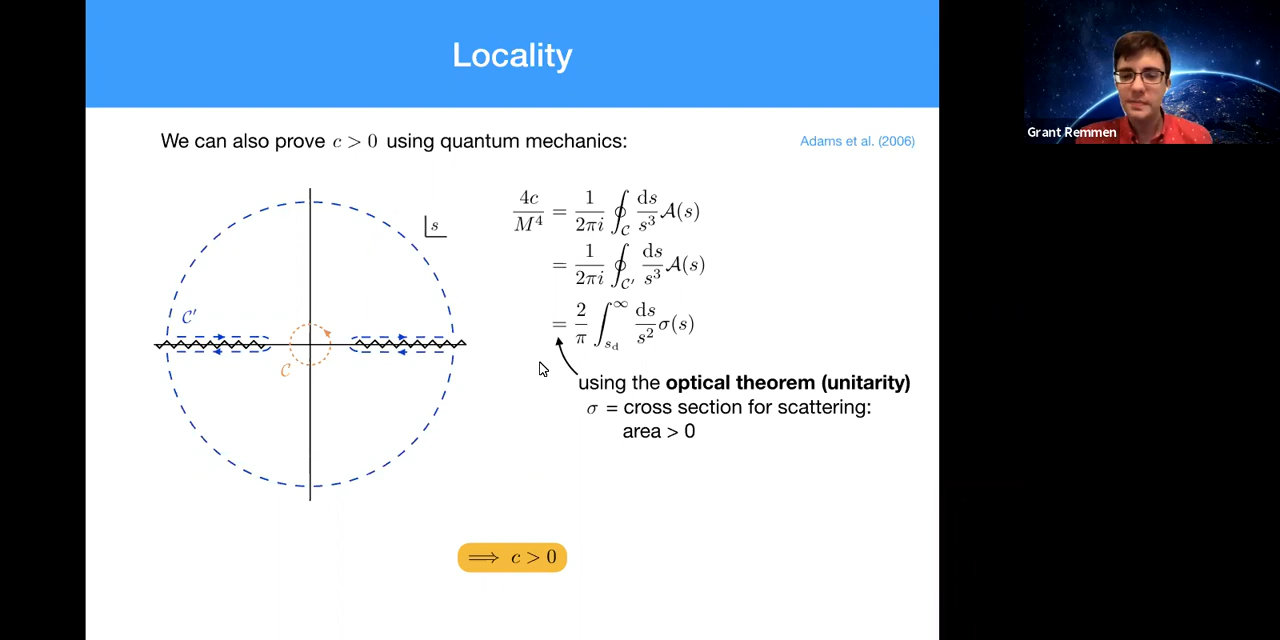 Locality
We can also prove c > 0 using quantum mechanics:
Adams et al. (2006)
Grant Remmen
s
C′
C
4c/M⁴ = 1/2πi ∮_C ds/s³ A(s)
= 1/2πi ∮_C′ ds/s³ A(s)
= 2/π ∫_{s_d}^∞ ds/s² σ(s)
using the optical theorem (unitarity)
σ = cross section for scattering:
area > 0
⟹ c > 0